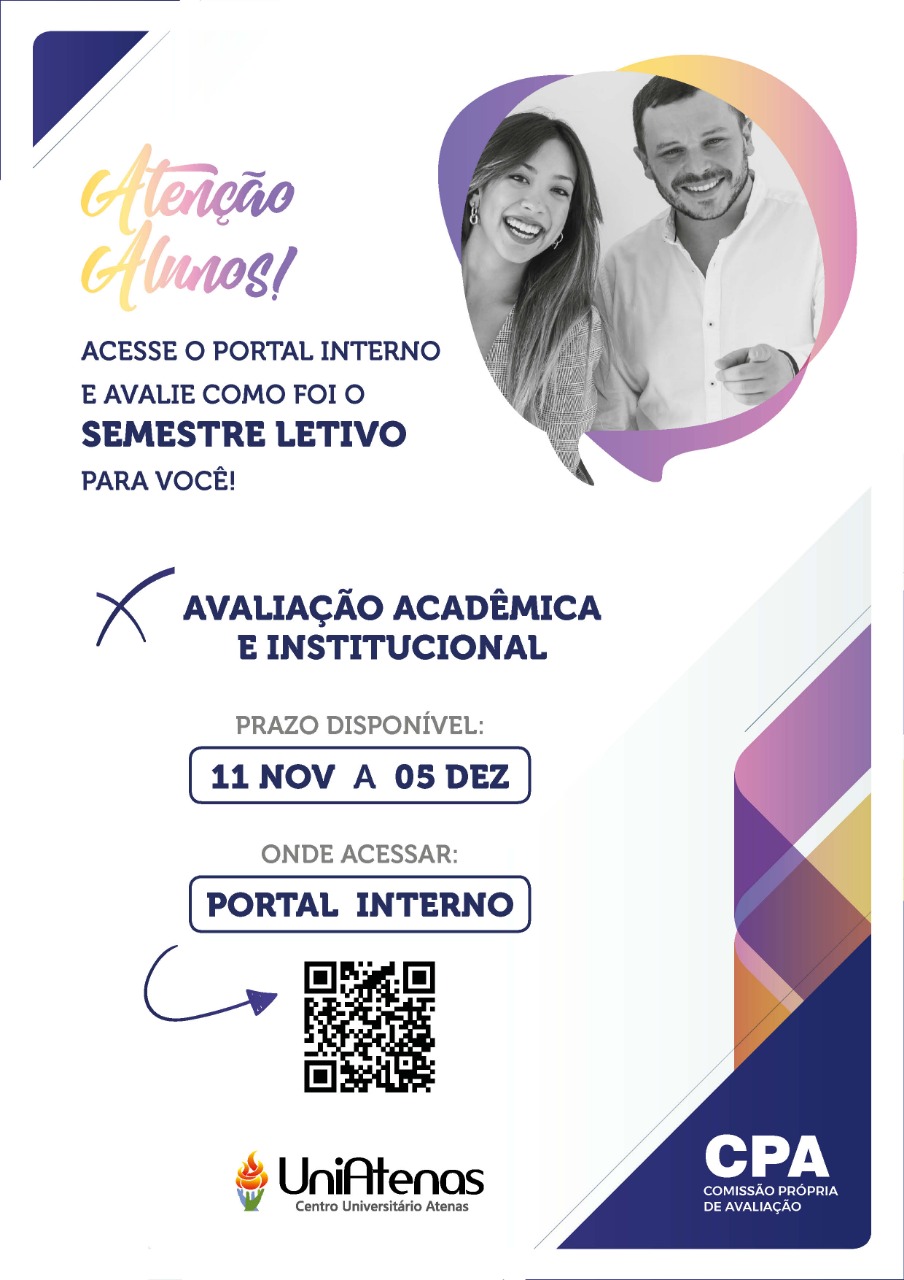 Atenção
Alunos!
ACESSE O PORTAL INTERNO
E AVALIE COMO FOI O
SEMESTRE LETIVO
PARA VOCÊ!
AVALIAÇÃO ACADÊMICA
E INSTITUCIONAL
PRAZO DISPONÍVEL:
11 NOV A 05 DEZ
ONDE ACESSAR:
PORTAL INTERNO
UniAtenas
Centro Universitário Atenas
CPA
COMISSÃO PRÓPRIA
DE AVALIAÇÃO